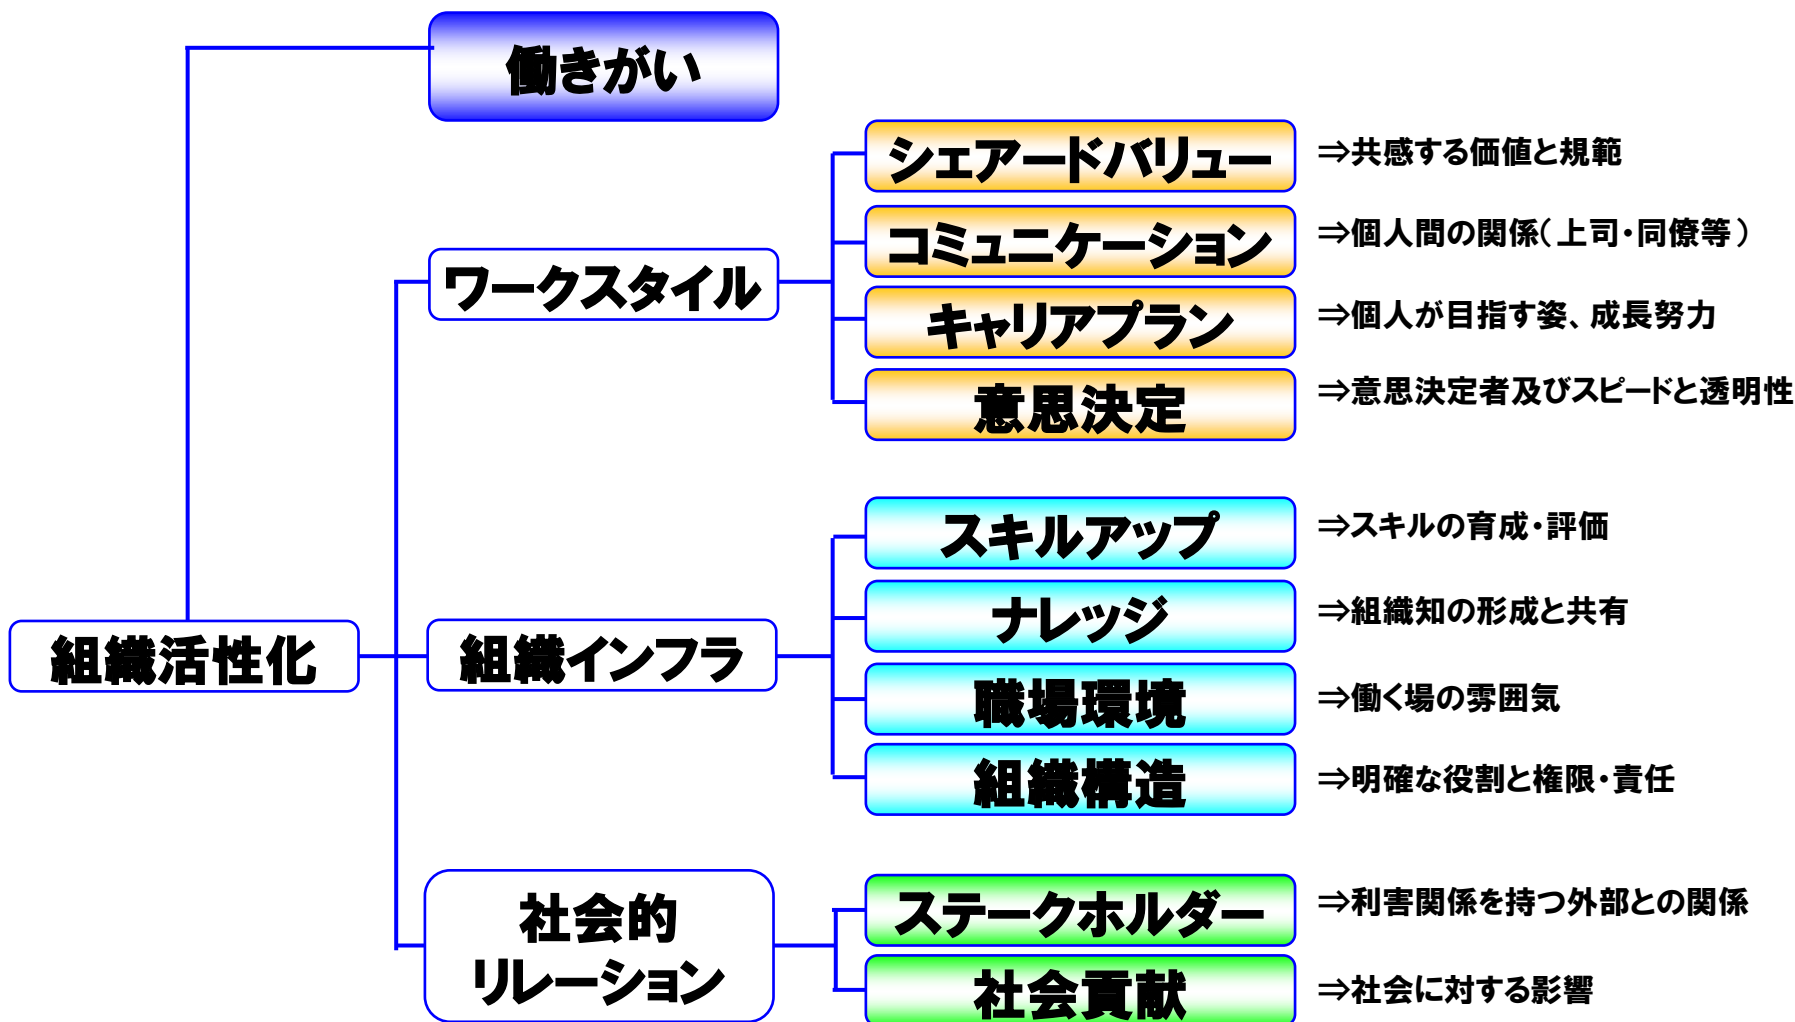 働きがい
シェアードバリュー ⇒共感する価値と規範
コミュニケーション ⇒個人間の関係(上司・同僚等)
ワークスタイル
キャリアプラン ⇒個人が目指す姿、成長努力
意思決定 ⇒意思決定者及びスピードと透明性
スキルアップ ⇒スキルの育成・評価
ナレッジ ⇒組織知の形成と共有
組織活性化
組織インフラ
職場環境 ⇒働く場の雰囲気
組織構造 ⇒明確な役割と権限・責任
社会的
リレーション
ステークホルダー ⇒利害関係を持つ外部との関係
社会貢献 ⇒社会に対する影響